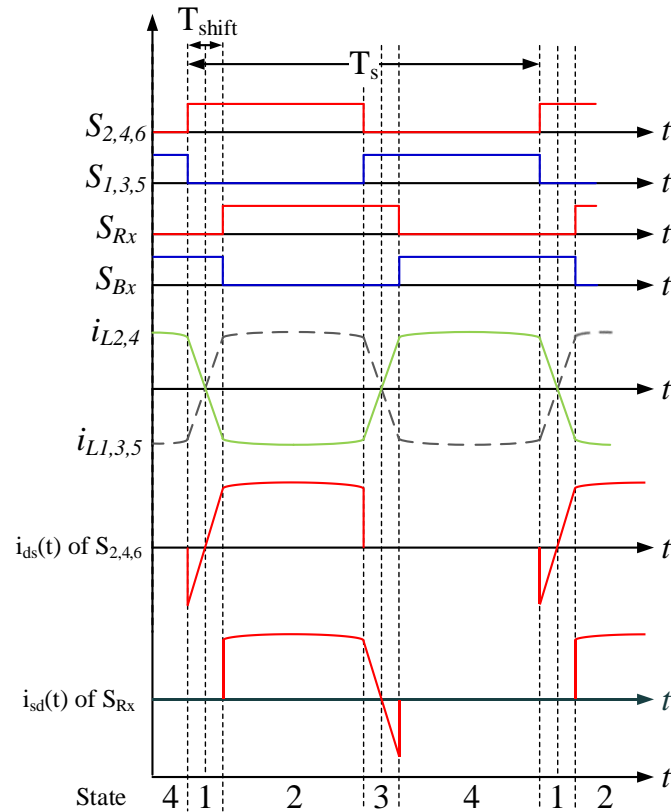 T_shift
T_s
S_2,4,6 t
S_1,3,5 t
S_Rx t
S_Bx t
i_L2,4
t
i_L1,3,5
i_ds(t) of S_2,4,6 t
i_sd(t) of S_Rx t
t
State 4 1 2 3 4 1 2